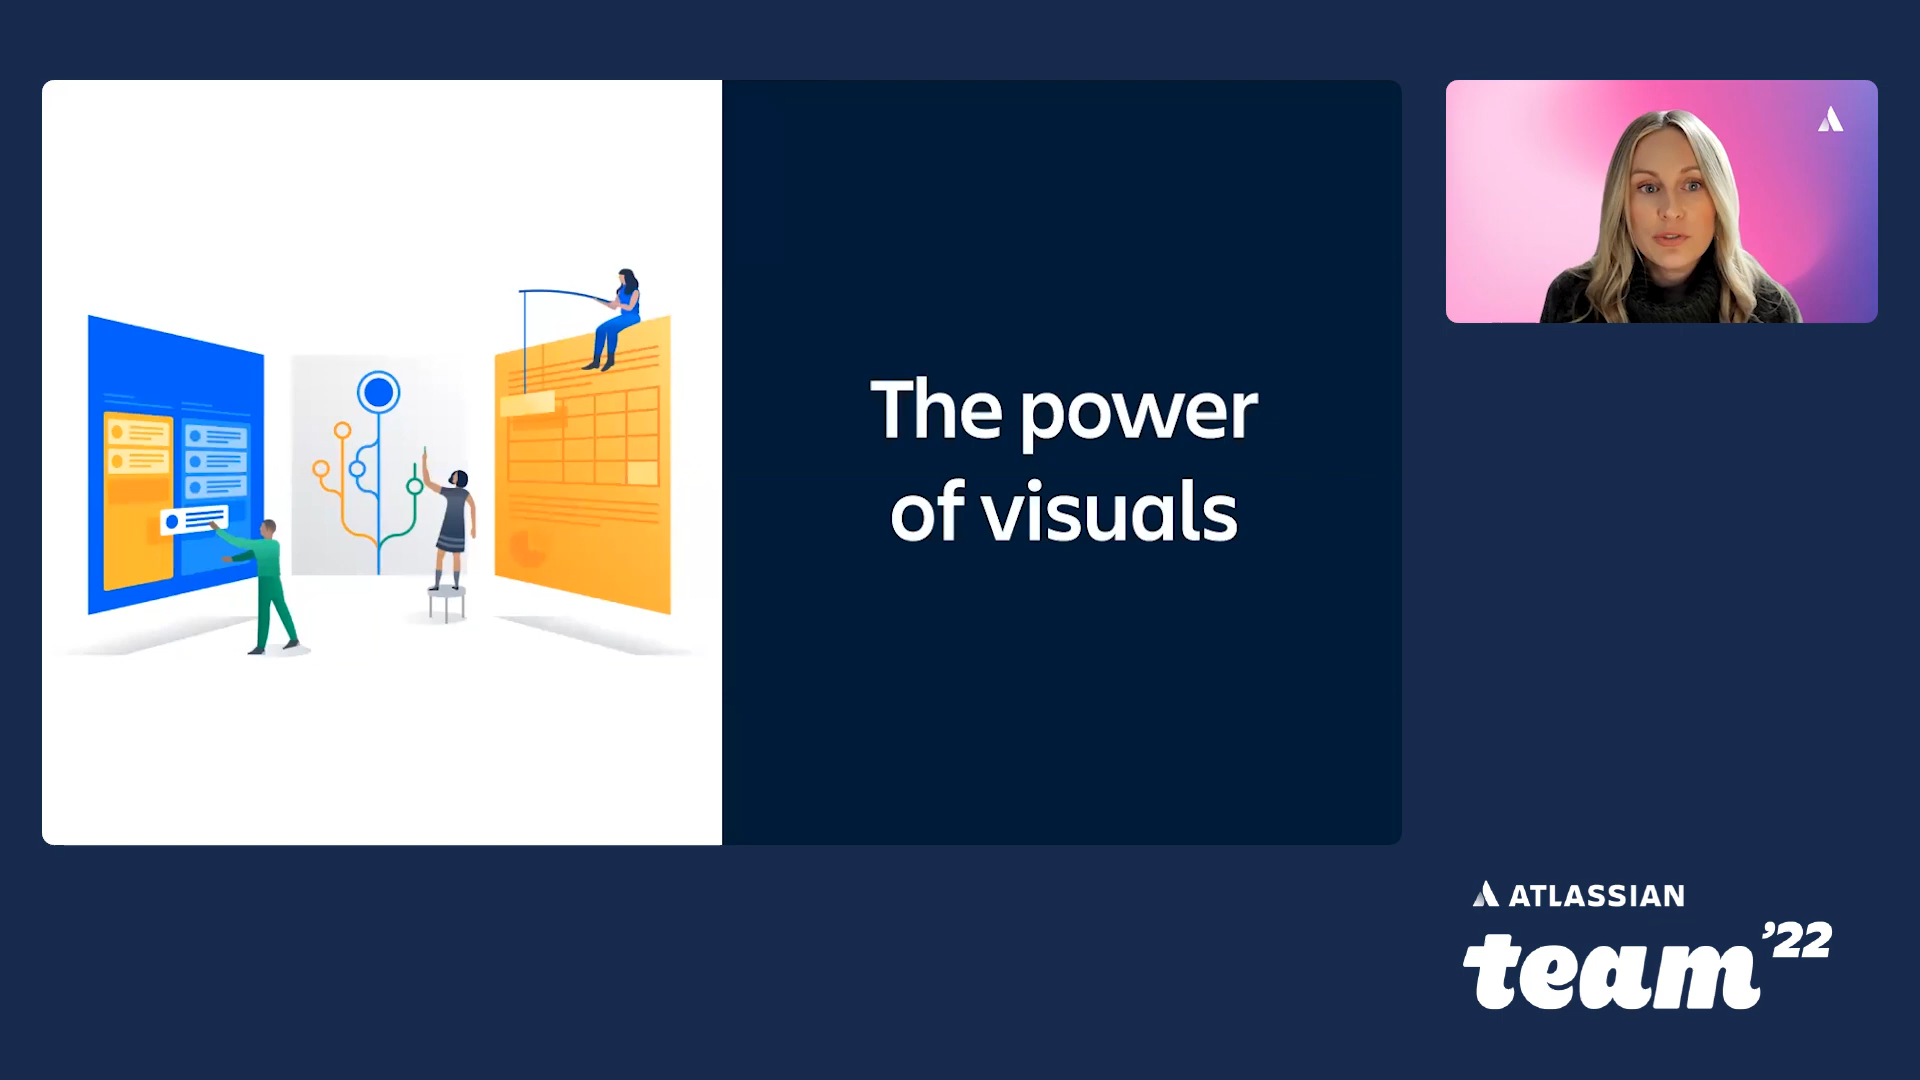 The power
of visuals
ATLASSIAN
team ’22